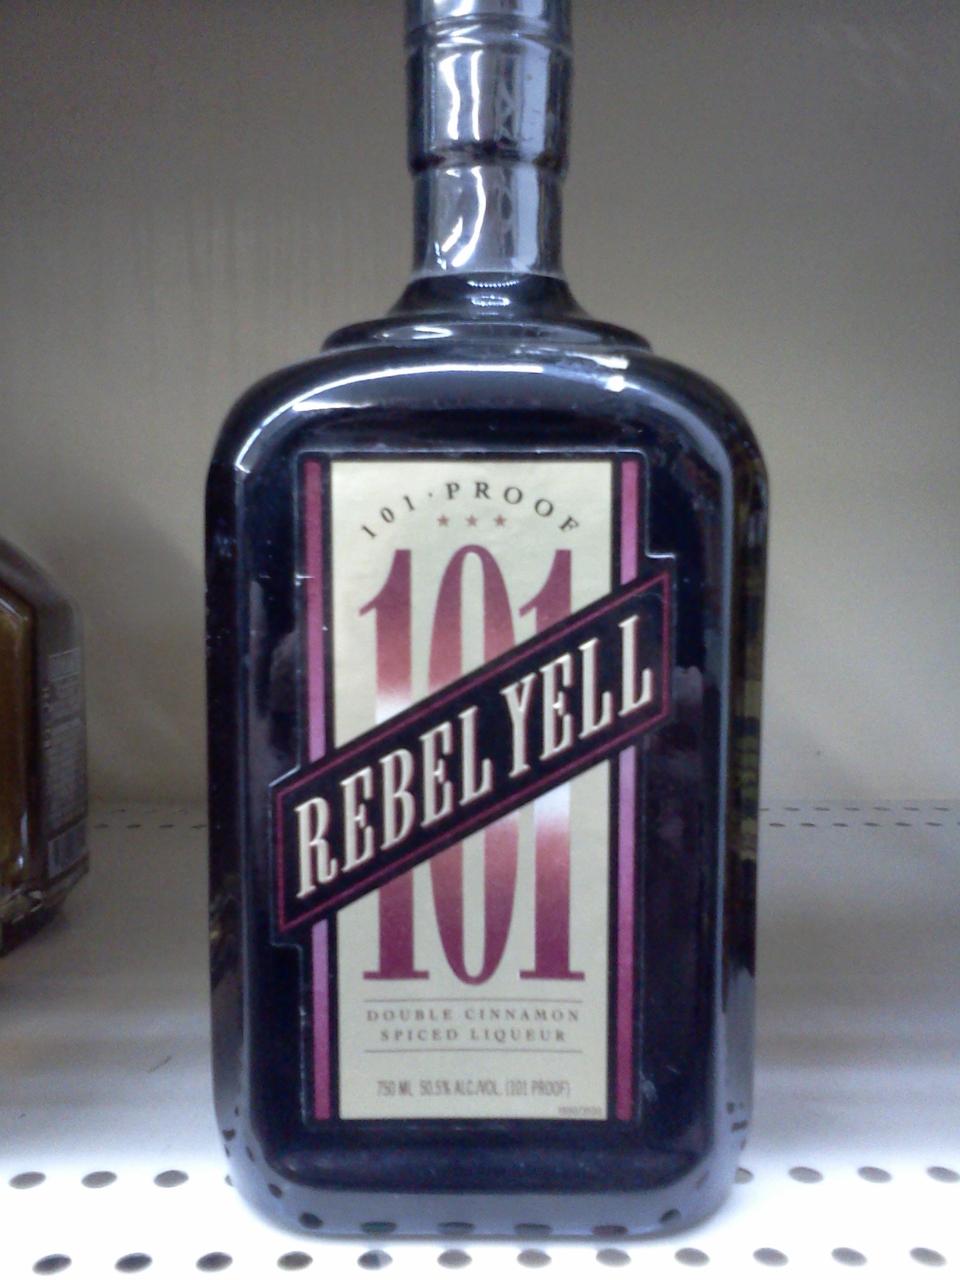 101·PROOF
101
REBEL YELL
DOUBLE CINNAMON
SPICED LIQUEUR
750 ML 50.5% ALC./VOL. (101 PROOF)